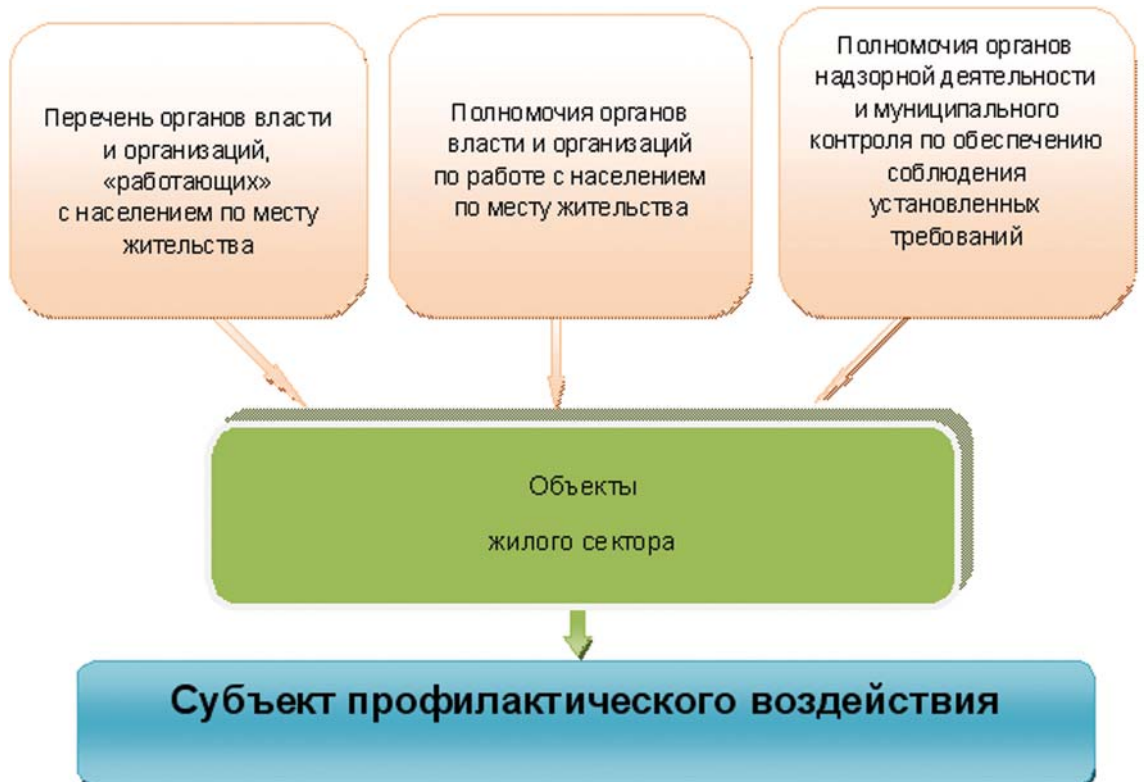 Перечень органов власти
и организаций,
«работающих»
с населением по месту
жительства
Полномочия органов
власти и организаций
по работе с населением
по месту жительства
Полномочия органов
надзорной деятельности
и муниципального
контроля по обеспечению
соблюдения
установленных
требований
Объекты
жилого сектора
Субъект профилактического воздействия